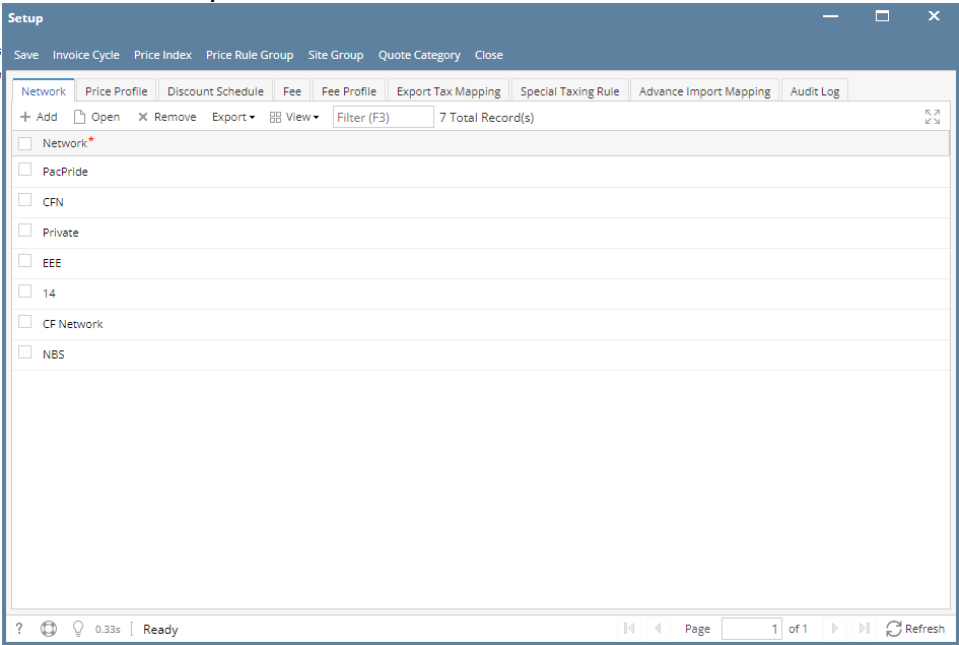 Setup
Save Invoice Cycle Price Index Price Rule Group Site Group Quote Category Close
Network Price Profile Discount Schedule Fee Fee Profile Export Tax Mapping Special Taxing Rule Advance Import Mapping Audit Log
+ Add Open X Remove Export View Filter (F3) 7 Total Record(s)
Network*
PacPride
CFN
Private
EEE
14
CF Network
NBS
? 0.33s Ready Page 1 of 1 Refresh